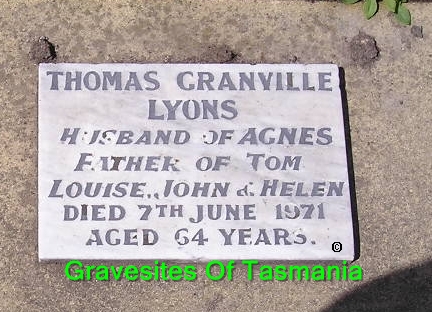 THOMAS GRANVILLE
LYONS
HUSBAND OF AGNES
FATHER OF TOM
LOUISE, JOHN & HELEN
DIED 7TH JUNE 1971
AGED 64 YEARS.
©
Gravesites Of Tasmania